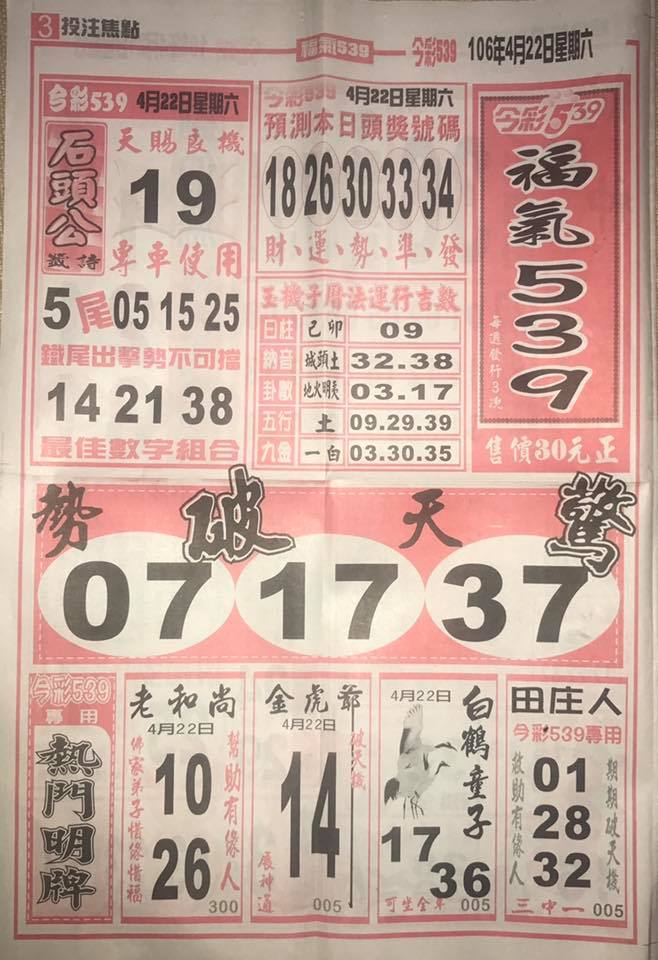 3 投注焦點
福氣539
今彩539 106年4月22日星期六
今彩539 4月22日星期六
石頭公
籤詩
天賜良機
19
專車使用
5尾 05 15 25
鐵尾出擊勢不可擋
14 21 38
最佳數字組合
今彩539 4月22日星期六
預測本日頭獎號碼
18 26 30 33 34
財、運、勢、準、發
玉機子曆法運行吉數
日柱 己卯 09
納音 城頭土 32.38
卦數 地火明夷 03.17
五行 土 09.29.39
九宮 一白 03.30.35
今彩539
福氣539
每週發行3次
售價30元正
驚天破勢
07 17 37
今彩539
專用
熱門明牌
老和尚
4月22日
幫助有緣人
10
26
佛家弟子惜緣惜福
300
金虎爺
4月22日
破天機
14
展神通
005
4月22日
白鶴童子
17
36
可坐全車 005
田庄人
今彩539專用
期期破天機
01
28
32
救助有緣人
三中一 005